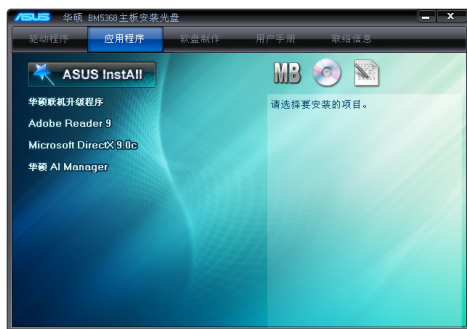 ASUS 华硕 BM5368主板安装光盘
驱动程序 应用程序 软盘制作 用户手册 联络信息
ASUS InstAll
MB
华硕联机升级程序
请选择要安装的项目。
Adobe Reader 9
Microsoft DirectX 9.0c
华硕 AI Manager